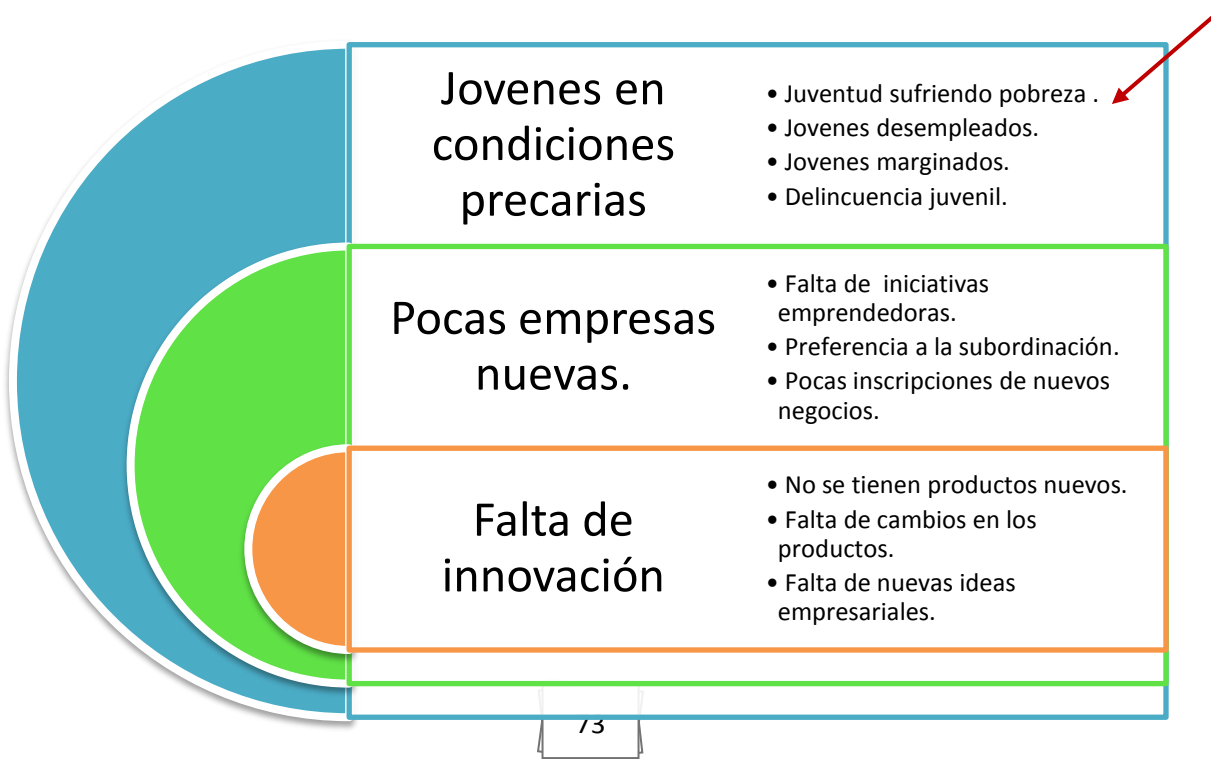 Jovenes en
condiciones
precarias
• Juventud sufriendo pobreza .
• Jovenes desempleados.
• Jovenes marginados.
• Delincuencia juvenil.
Pocas empresas
nuevas.
• Falta de  iniciativas
emprendedoras.
• Preferencia a la subordinación.
• Pocas inscripciones de nuevos
negocios.
Falta de
innovación
• No se tienen productos nuevos.
• Falta de cambios en los
productos.
• Falta de nuevas ideas
empresariales.
73